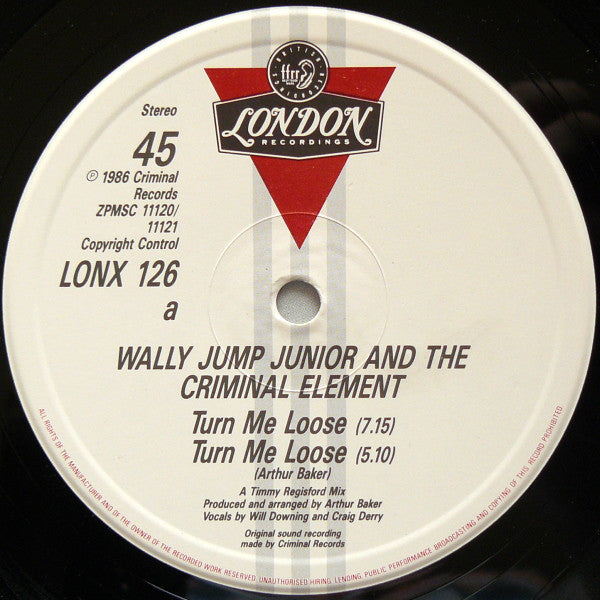 BRITISH
ffrr
RECORDINGS
LONDON
RECORDINGS
Stereo
45
℗ 1986 Criminal
Records
ZPMSC 11120/
11121
Copyright Control
LONX 126
a
WALLY JUMP JUNIOR AND THE
CRIMINAL ELEMENT
Turn Me Loose (7.15)
Turn Me Loose (5.10)
(Arthur Baker)
A Timmy Regisford Mix
Produced and arranged by Arthur Baker
Vocals by Will Downing and Craig Derry
Original sound recording
made by Criminal Records
ALL RIGHTS OF THE MANUFACTURER AND OF THE OWNER OF THE RECORDED WORK RESERVED. UNAUTHORISED HIRING, LENDING, PUBLIC PERFORMANCE, BROADCASTING AND COPYING OF THIS RECORD PROHIBITED